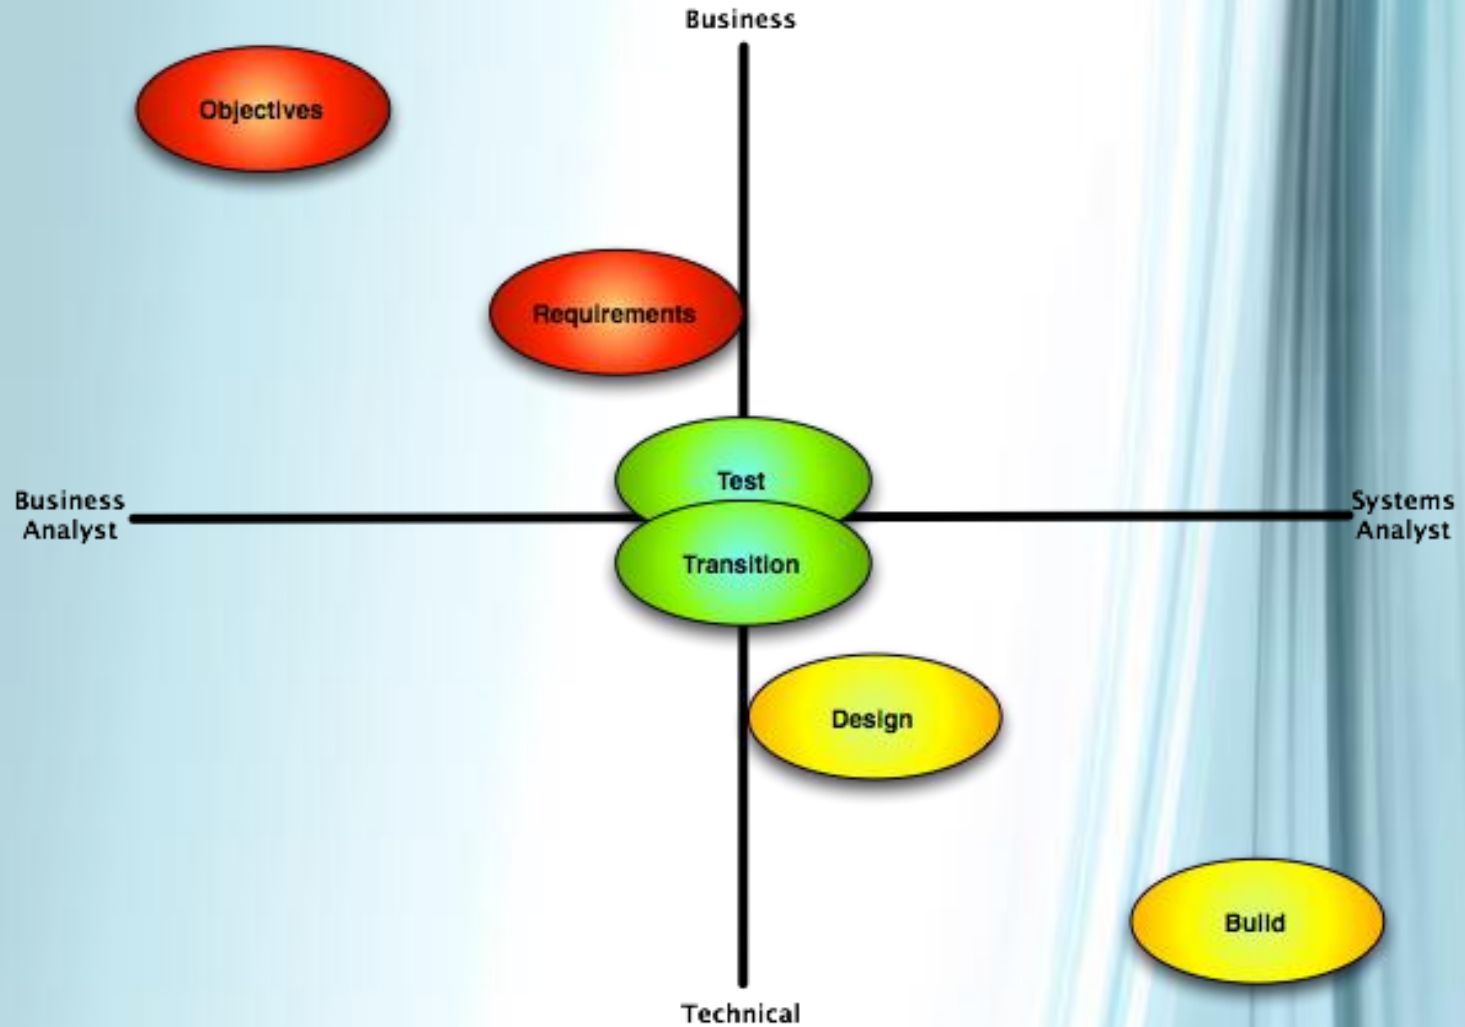 Business
Objectives
Requirements
Test
Business
Analyst
Systems
Analyst
Transition
Design
Build
Technical